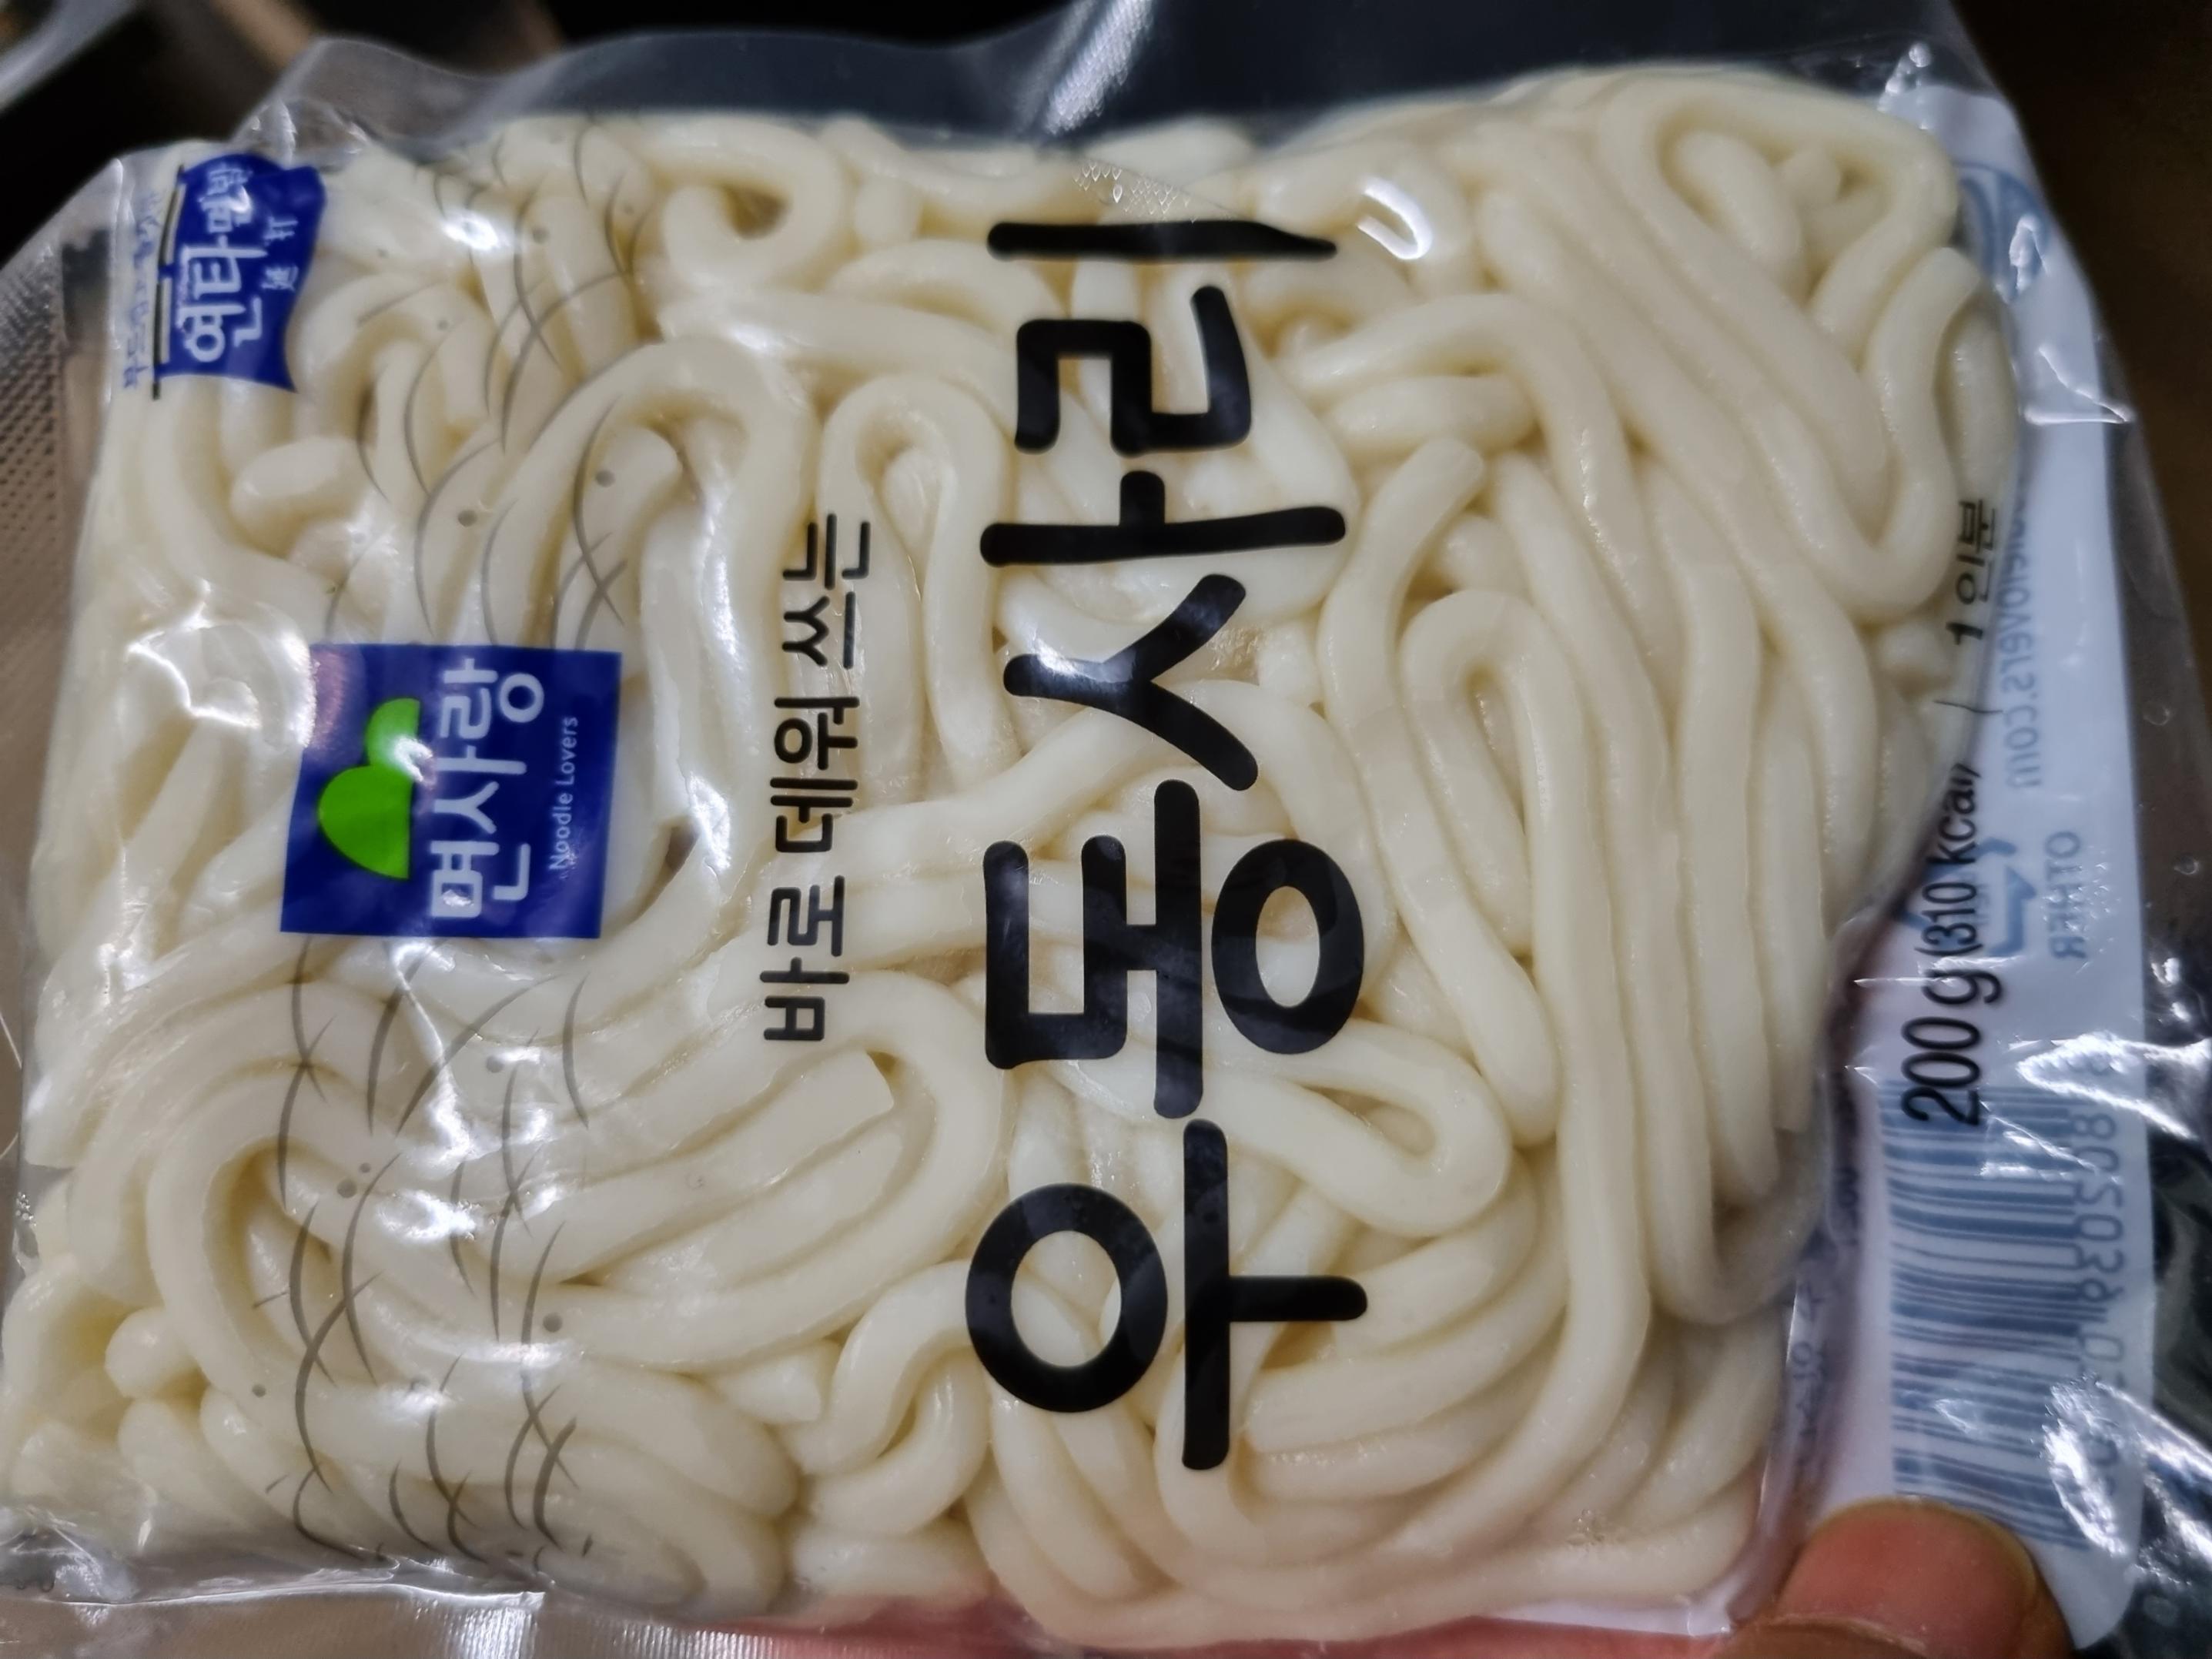 면사랑
Noodle Lovers
바로 데워 쓰는
우동사리
200 g (310 kcal) / 1인분
OTHER